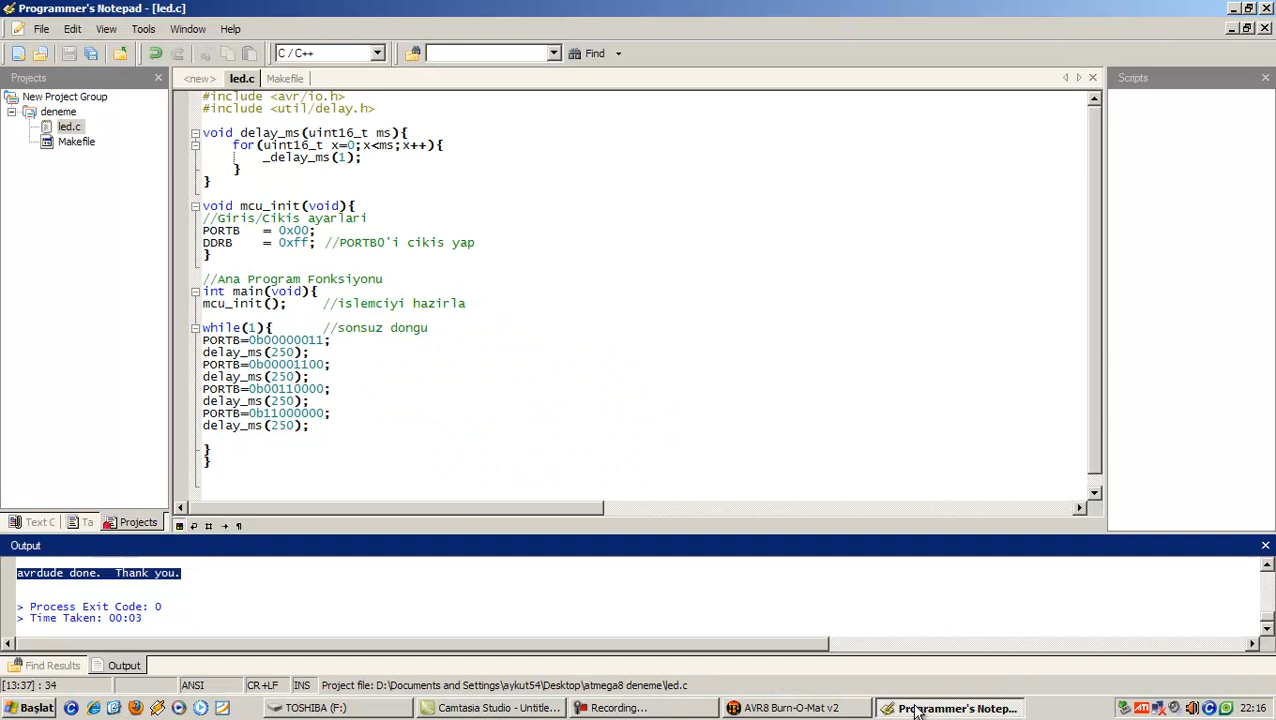 Programmer's Notepad - [led.c]
File Edit View Tools Window Help
C / C++ Find
Projects
<new> led.c Makefile
Scripts
New Project Group
deneme
led.c
Makefile
#include <avr/io.h>
#include <util/delay.h>
void delay_ms(uint16_t ms){
for(uint16_t x=0;x<ms;x++){
_delay_ms(1);
}
}
void mcu_init(void){
//Giris/Cikis ayarlari
PORTB = 0x00;
DDRB = 0xff; //PORTB0'i cikis yap
}
//Ana Program Fonksiyonu
int main(void){
mcu_init(); //islemciyi hazirla
while(1){ //sonsuz dongu
PORTB=0b00000011;
delay_ms(250);
PORTB=0b00001100;
delay_ms(250);
PORTB=0b00110000;
delay_ms(250);
PORTB=0b11000000;
delay_ms(250);
}
}
Text C Ta Projects
Output
avrdude done. Thank you.
> Process Exit Code: 0
> Time Taken: 00:03
Find Results Output
[13:37] : 34 ANSI CR+LF INS Project file: D:\Documents and Settings\aykut54\Desktop\atmega8 deneme\led.c
Başlat TOSHIBA (F:) Camtasia Studio - Untitle... Recording... AVR8 Burn-O-Mat v2 Programmer's Notep... ATI 22:16